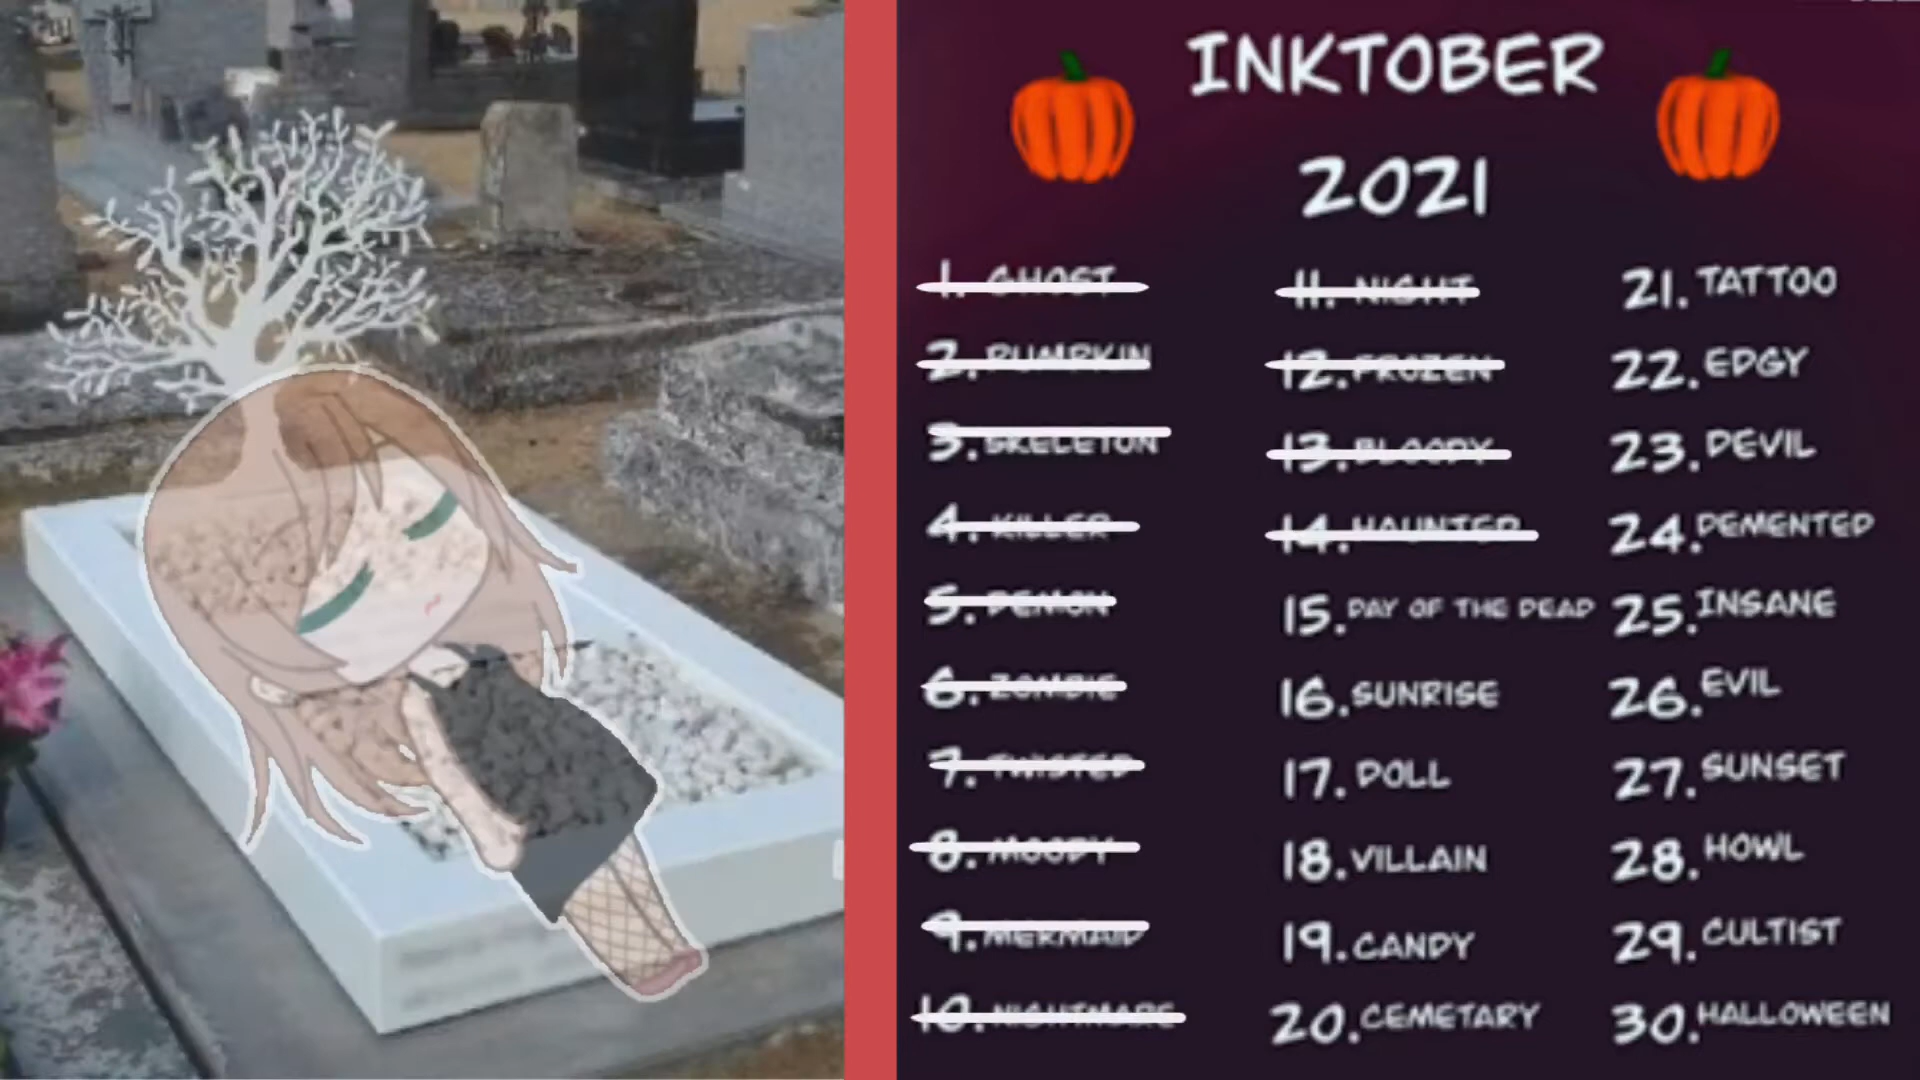 INKTOBER
2021
1. GHOST
2. PUMPKIN
3. SKELETON
4. KILLER
5. DEMON
6. ZOMBIE
7. TWISTED
8. MOODY
9. MERMAID
10. NIGHTMARE
11. NIGHT
12. FROZEN
13. BLOODY
14. HAUNTED
15. DAY OF THE DEAD
16. SUNRISE
17. DOLL
18. VILLAIN
19. CANDY
20. CEMETARY
21. TATTOO
22. EDGY
23. DEVIL
24. DEMENTED
25. INSANE
26. EVIL
27. SUNSET
28. HOWL
29. CULTIST
30. HALLOWEEN